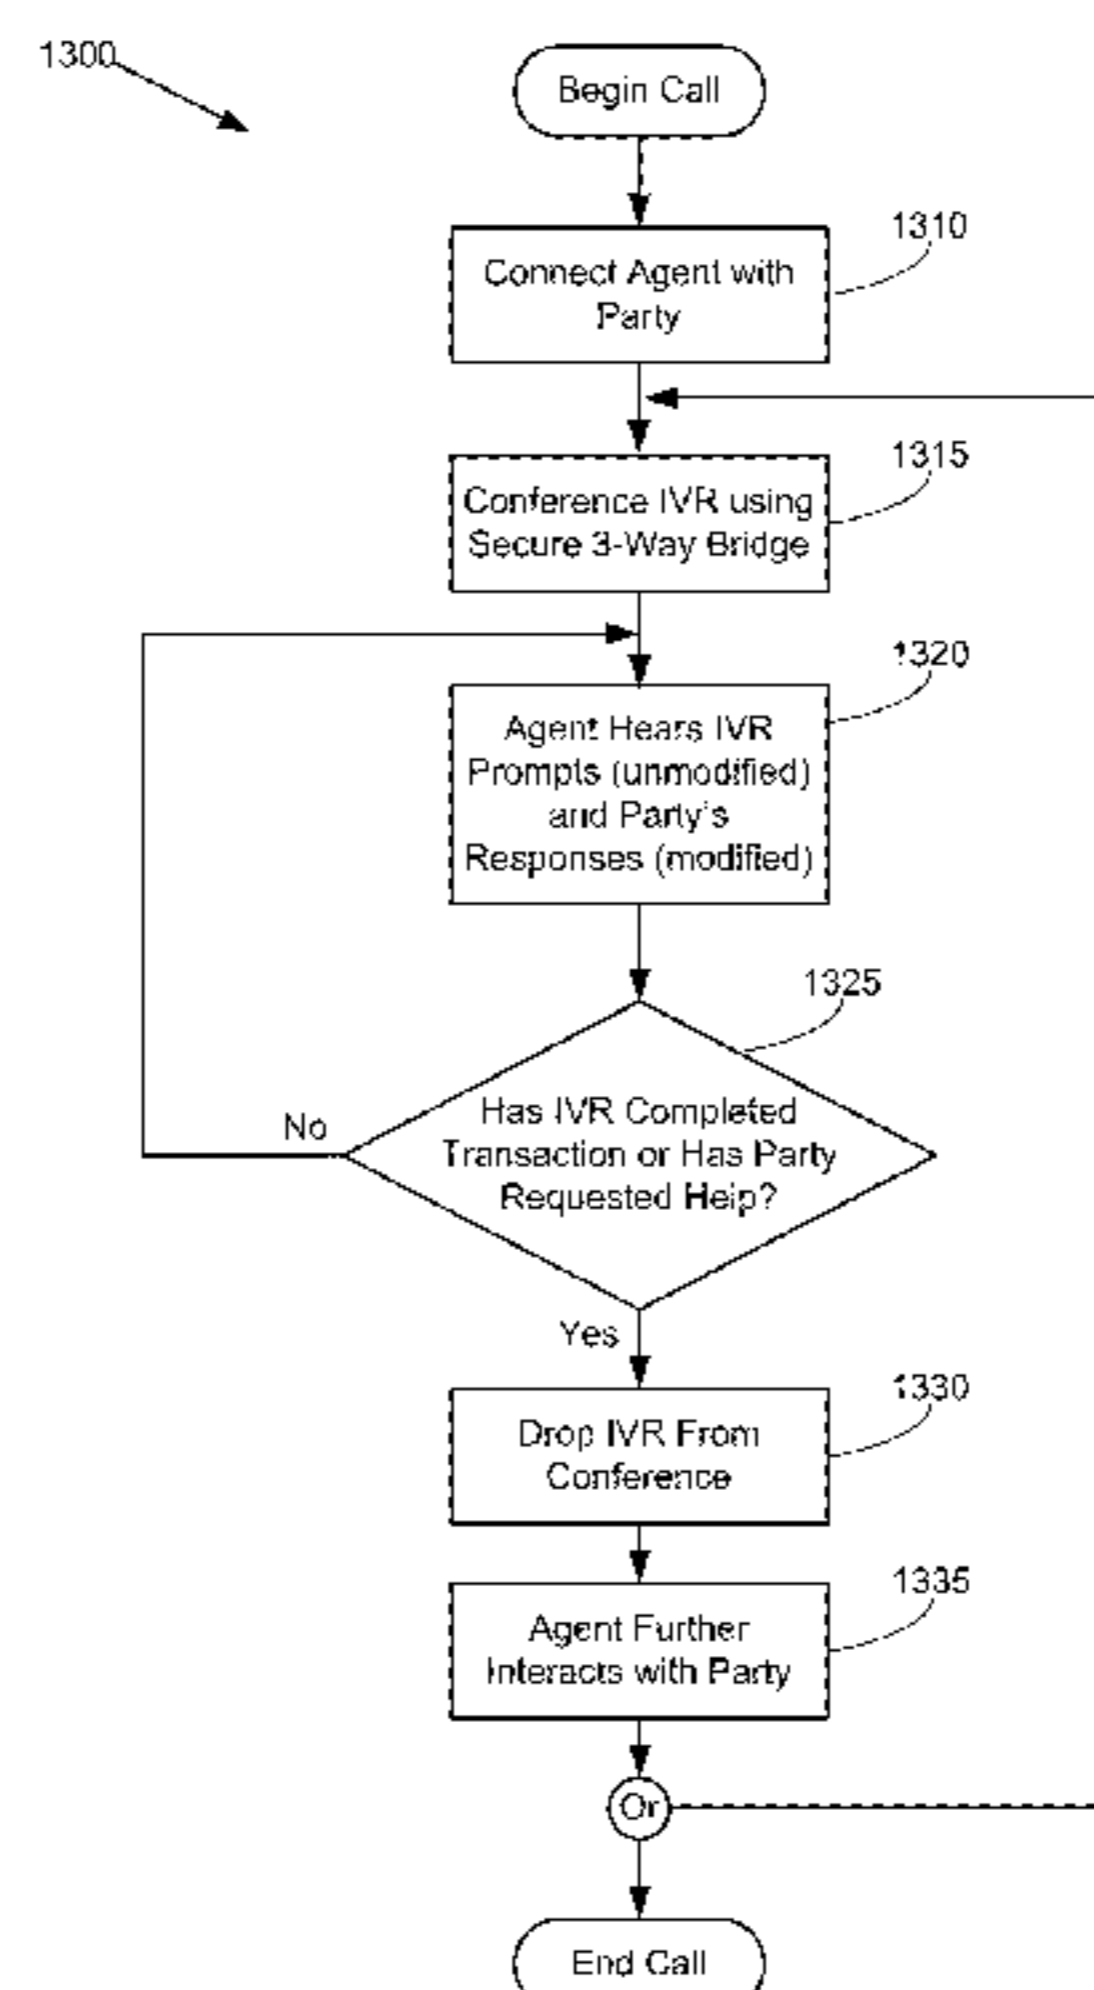 1300
Begin Call
1310
Connect Agent with
Party
1315
Conference IVR using
Secure 3-Way Bridge
1320
Agent Hears IVR
Prompts (unmodified)
and Party's
Responses (modified)
1325
No
Has IVR Completed
Transaction or Has Party
Requested Help?
Yes
1330
Drop IVR From
Conference
1335
Agent Further
Interacts with Party
Or
End Call